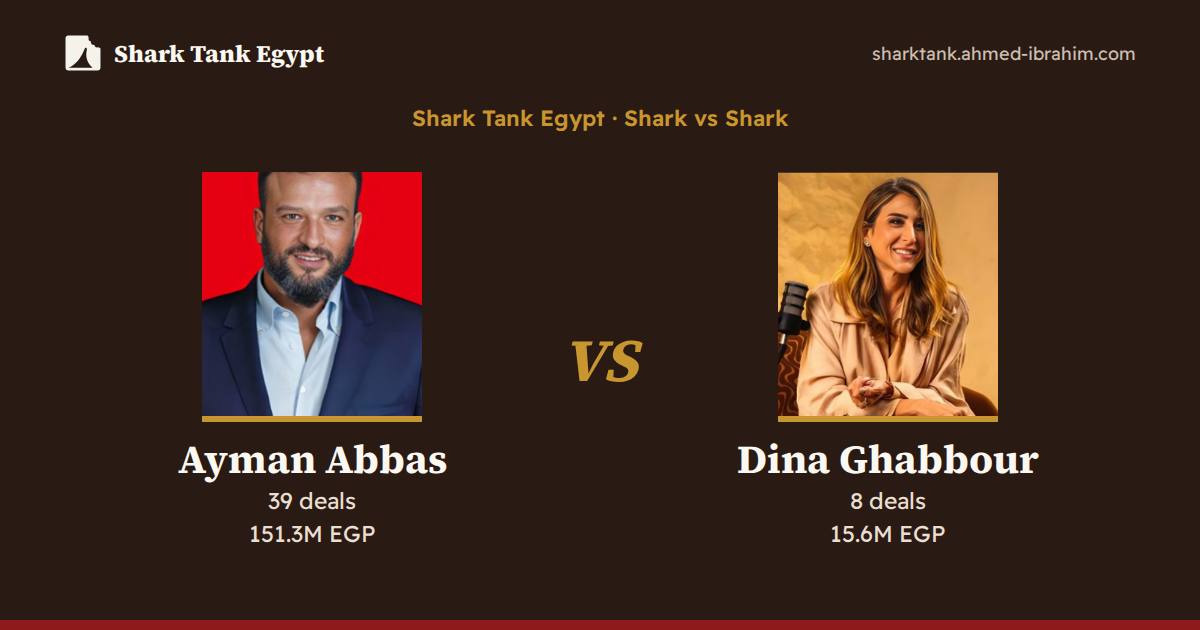 Shark Tank Egypt
sharktank.ahmed-ibrahim.com
Shark Tank Egypt · Shark vs Shark
VS
Ayman Abbas
39 deals
151.3M EGP
Dina Ghabbour
8 deals
15.6M EGP